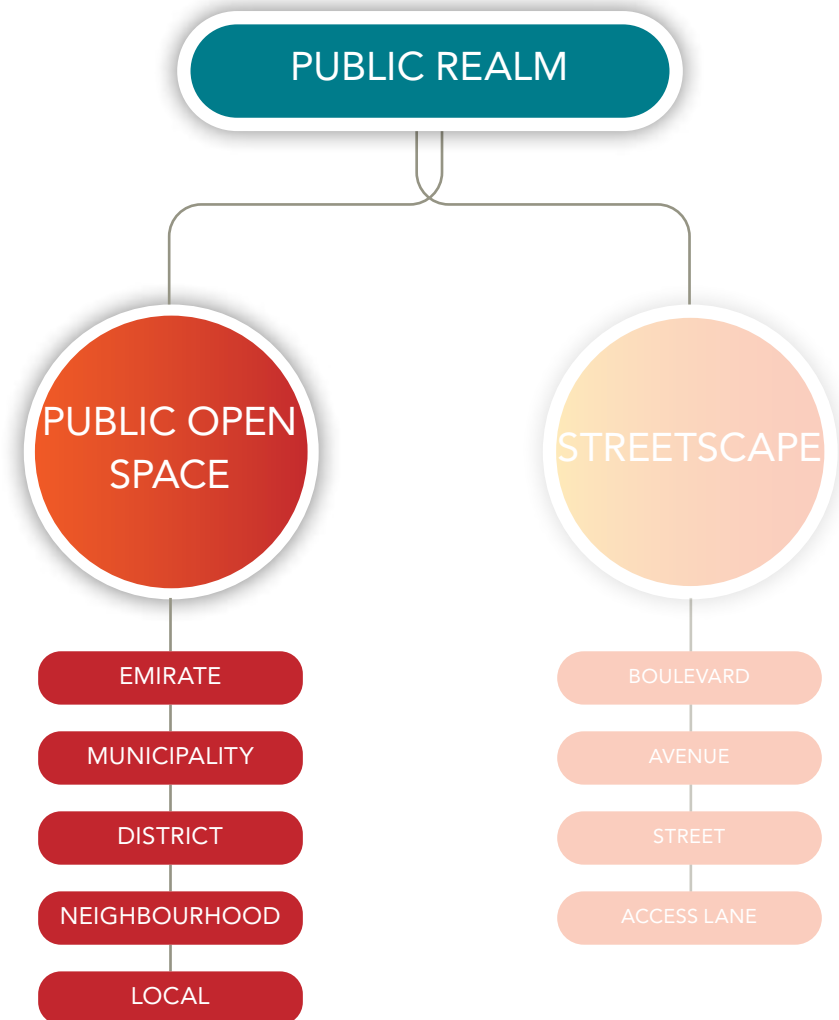 PUBLIC REALM
PUBLIC OPEN
SPACE
EMIRATE
MUNICIPALITY
DISTRICT
NEIGHBOURHOOD
LOCAL
STREETSCAPE
BOULEVARD
AVENUE
STREET
ACCESS LANE